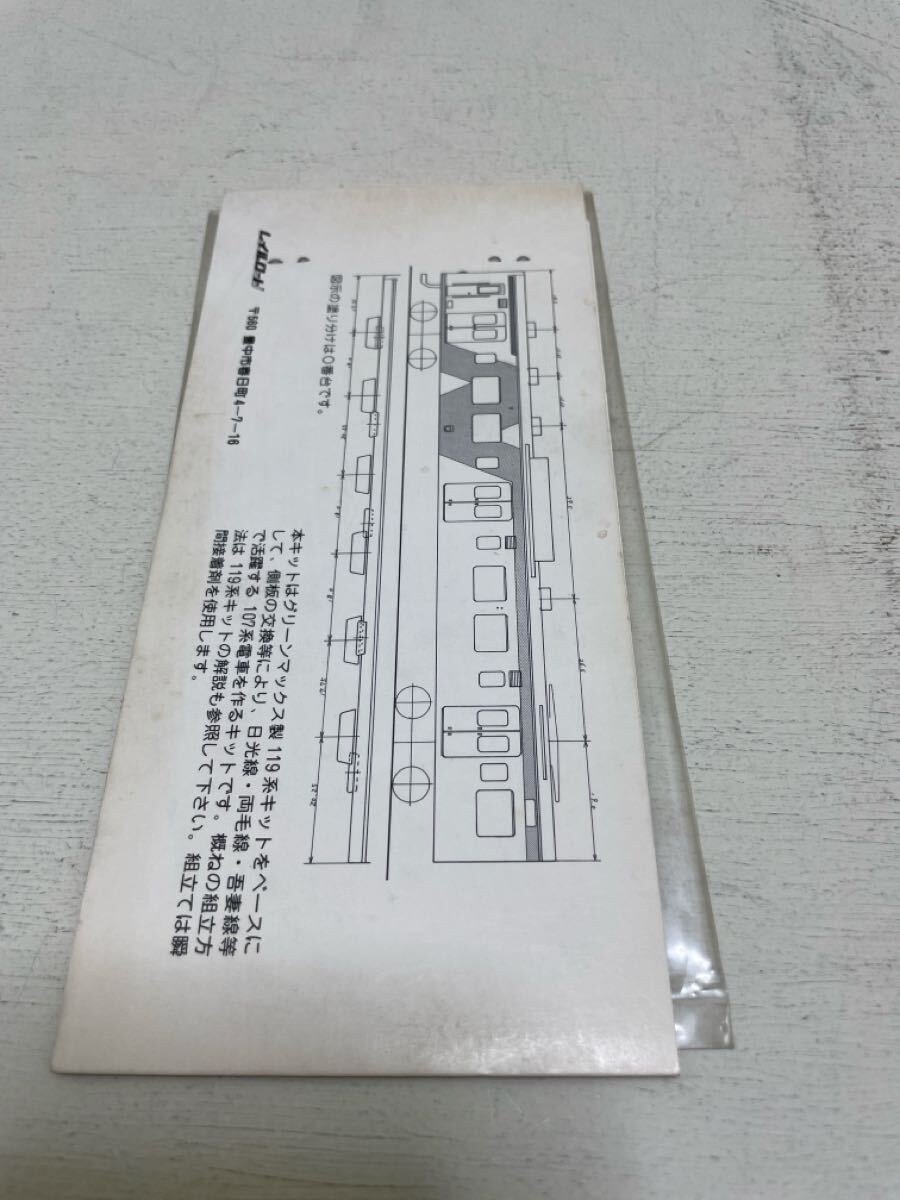 図示の塗り分けは0番台です。
本キットはグリーンマックス製 119系キットをベースに
して、側板の交換等により、日光線・両毛線・吾妻線等
で活躍する 107系電車を作るキットです。概ねの組立方
法は 119系キットの解説も参照して下さい。組立ては瞬
間接着剤を使用します。
レイルロード 〒560 豊中市春日町4-7-16